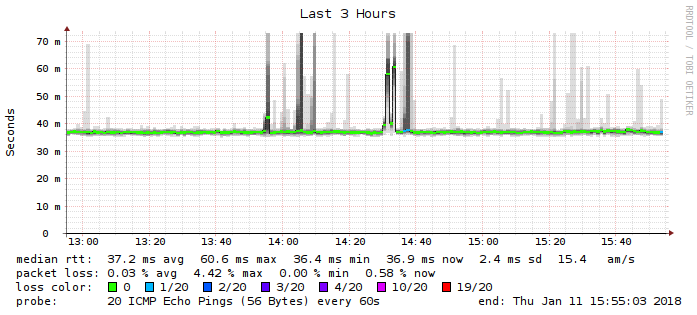 Last 3 Hours
RRDTOOL / TOBI OETIKER
Seconds
70 m
60 m
50 m
40 m
30 m
20 m
10 m
0
13:00 13:20 13:40 14:00 14:20 14:40 15:00 15:20 15:40
median rtt: 37.2 ms avg 60.6 ms max 36.4 ms min 36.9 ms now 2.4 ms sd 15.4 am/s
packet loss: 0.03 % avg 4.42 % max 0.00 % min 0.58 % now
loss color: 0 1/20 2/20 3/20 4/20 10/20 19/20
probe: 20 ICMP Echo Pings (56 Bytes) every 60s end: Thu Jan 11 15:55:03 2018